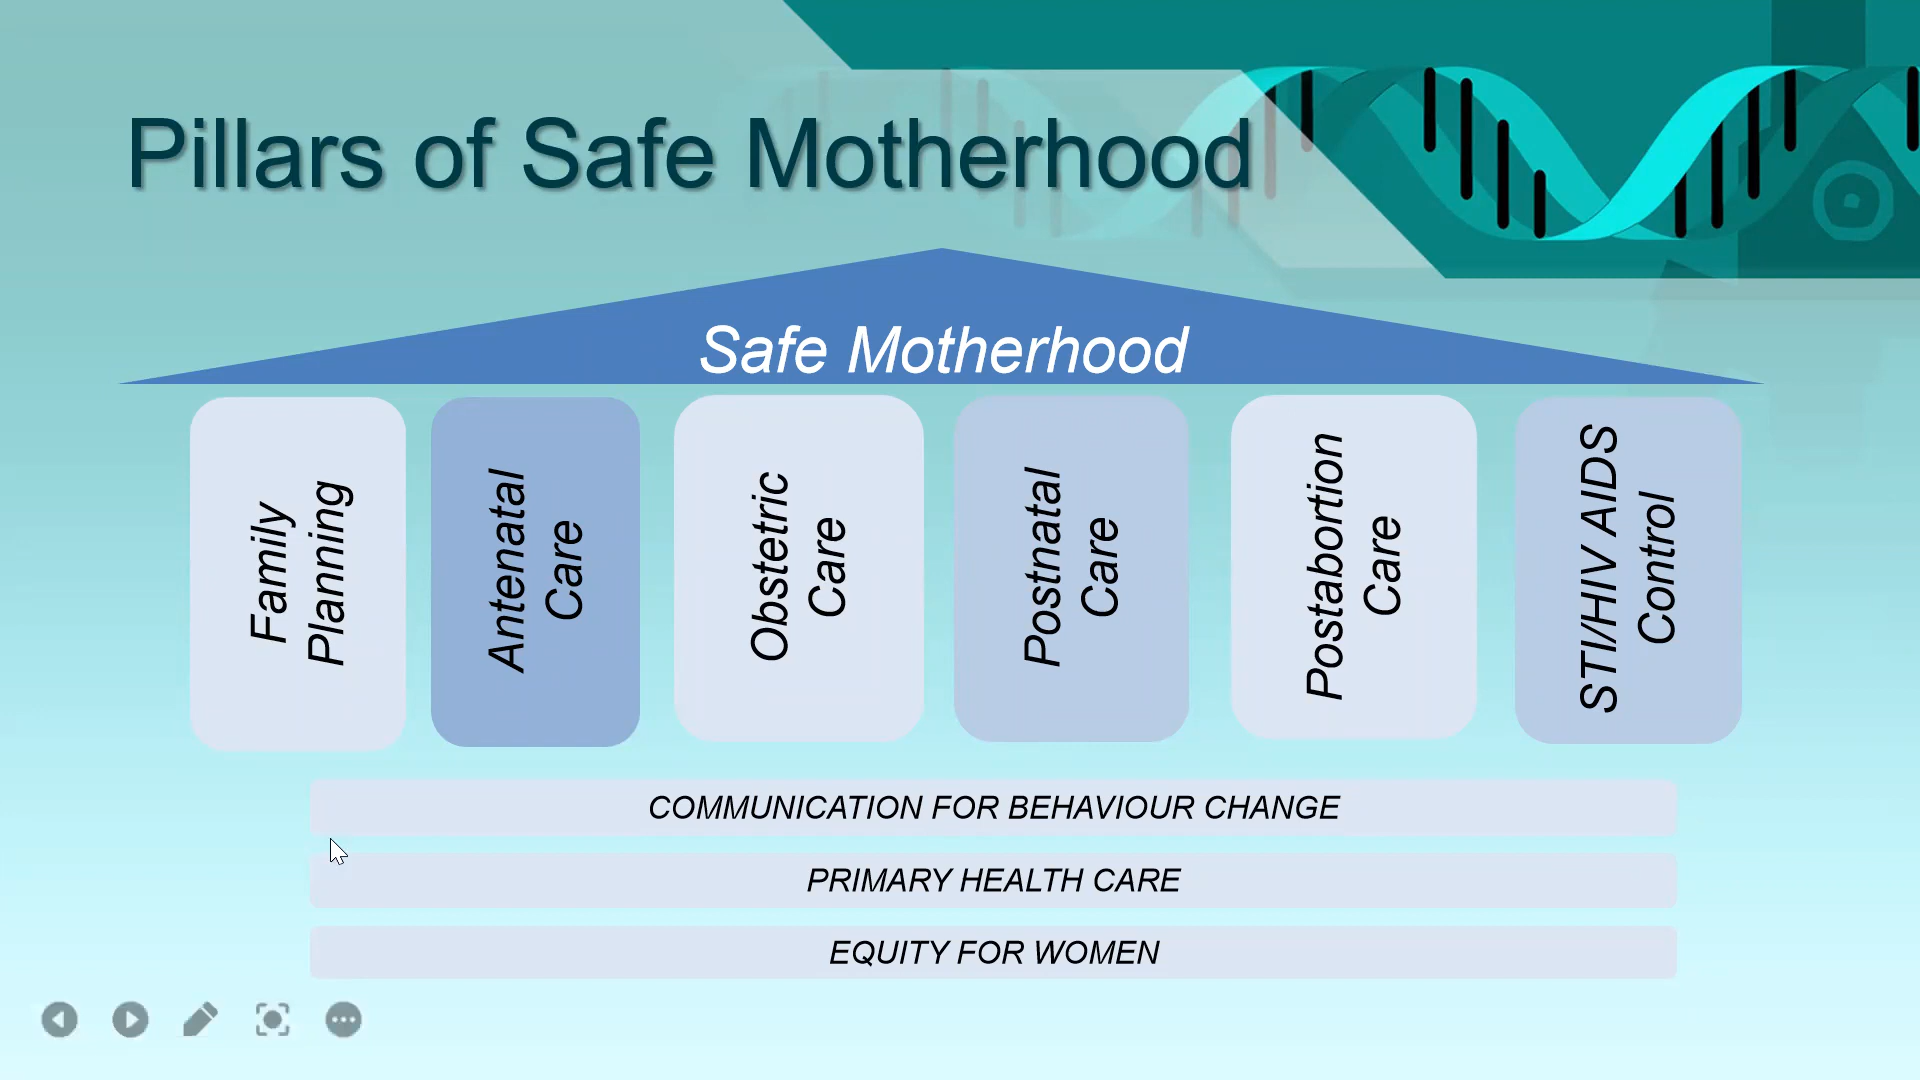 Pillars of Safe Motherhood
Safe Motherhood
Family
Planning
Antenatal
Care
Obstetric
Care
Postnatal
Care
Postabortion
Care
STI/HIV AIDS
Control
COMMUNICATION FOR BEHAVIOUR CHANGE
PRIMARY HEALTH CARE
EQUITY FOR WOMEN